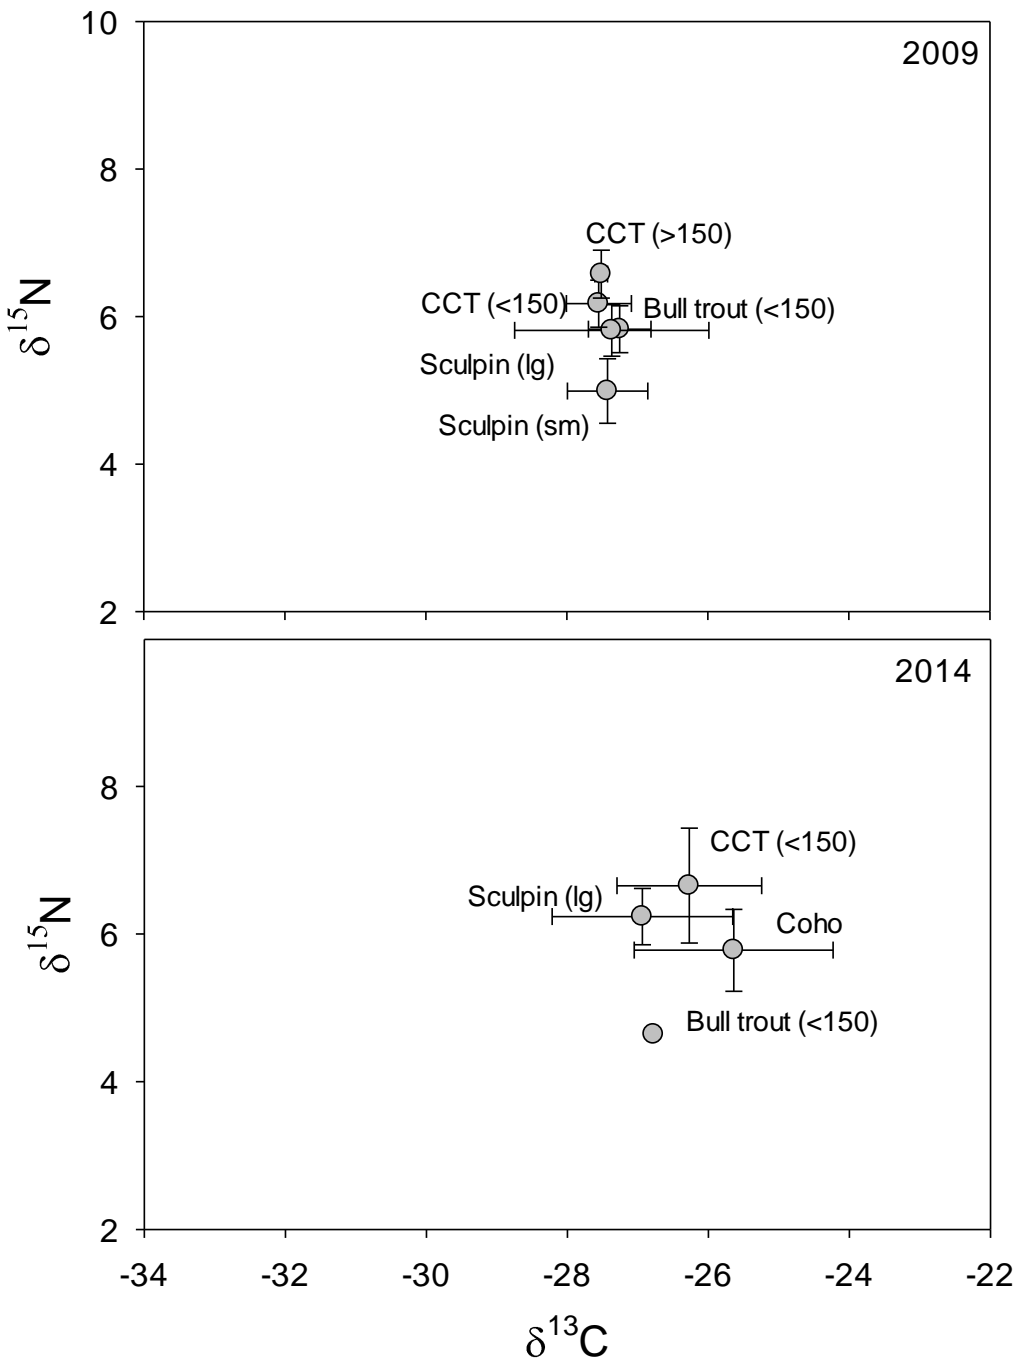 10
2009
8
CCT (>150)
CCT (<150)
Bull trout (<150)
6
δ15N
Sculpin (lg)
Sculpin (sm)
4
2
2014
8
CCT (<150)
Sculpin (lg)
Coho
6
δ15N
Bull trout (<150)
4
2
-34 -32 -30 -28 -26 -24 -22
δ13C